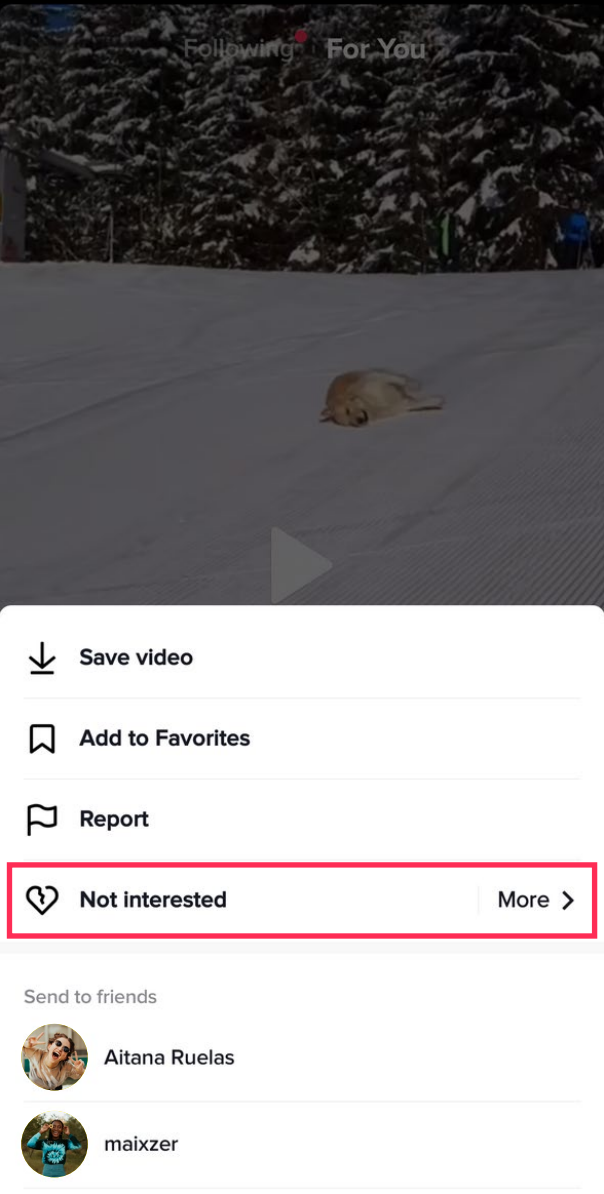 Following For You
Save video
Add to Favorites
Report
Not interested More
Send to friends
Aitana Ruelas
maixzer